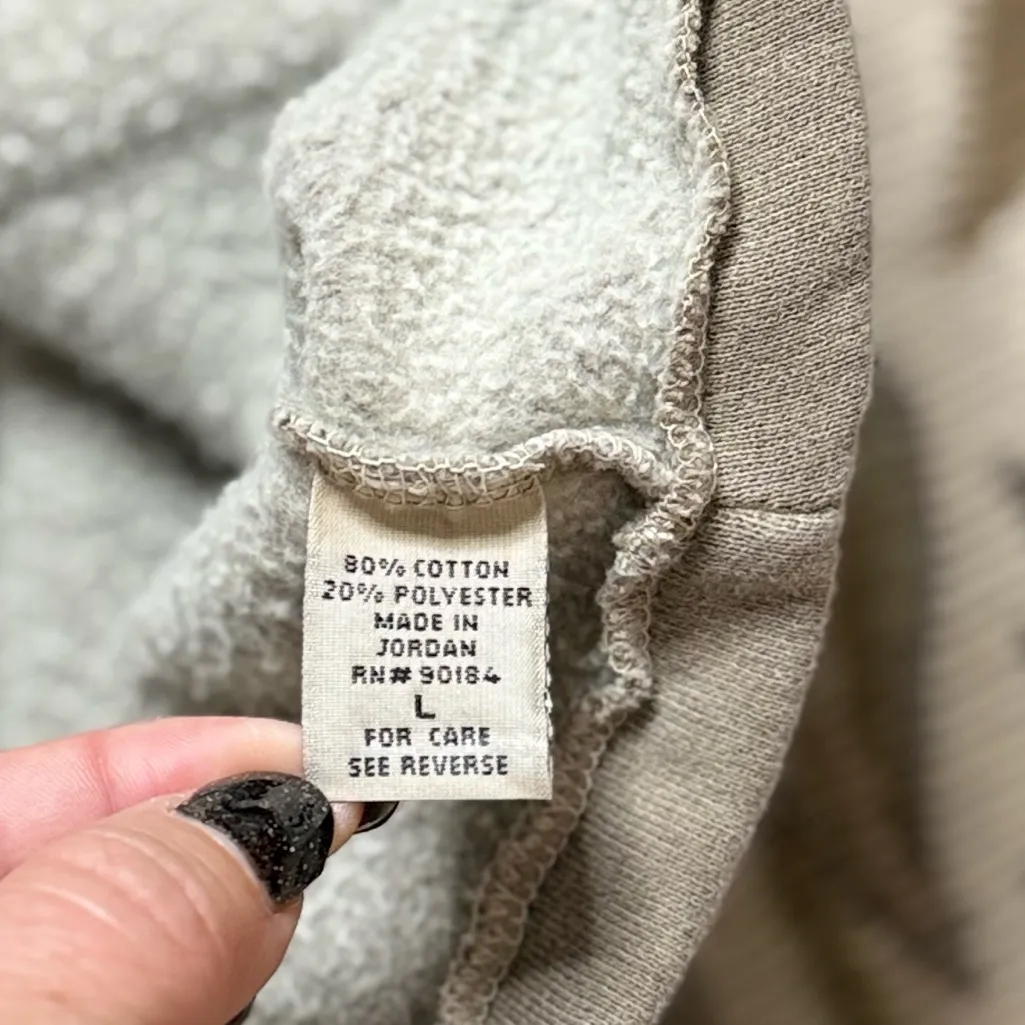 80% COTTON
20% POLYESTER
MADE IN
JORDAN
RN# 90184
L
FOR CARE
SEE REVERSE